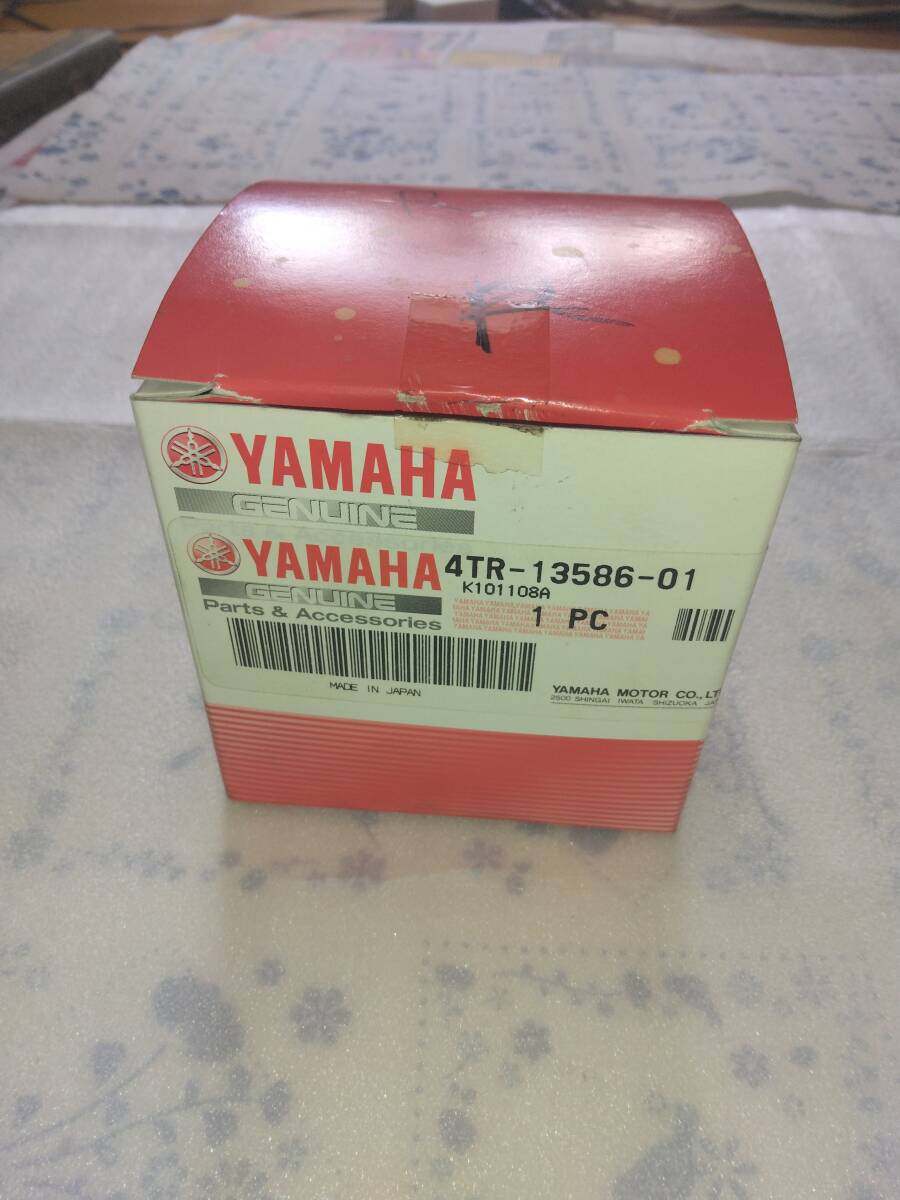 YAMAHA
GENUINE
YAMAHA 4TR-13586-01
GENUINE K101108A
Parts & Accessories 1 PC
MADE IN JAPAN
YAMAHA MOTOR CO., LT
2500 SHINGAI IWATA SHIZUOKA JA